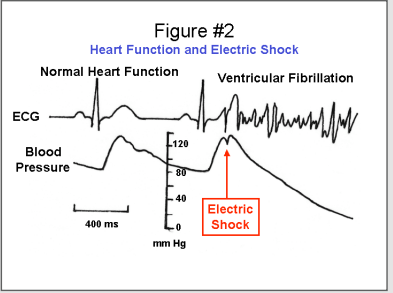 Figure #2
Heart Function and Electric Shock
Normal Heart Function
Ventricular Fibrillation
ECG
Blood
Pressure
120
80
40
0
mm Hg
400 ms
Electric
Shock